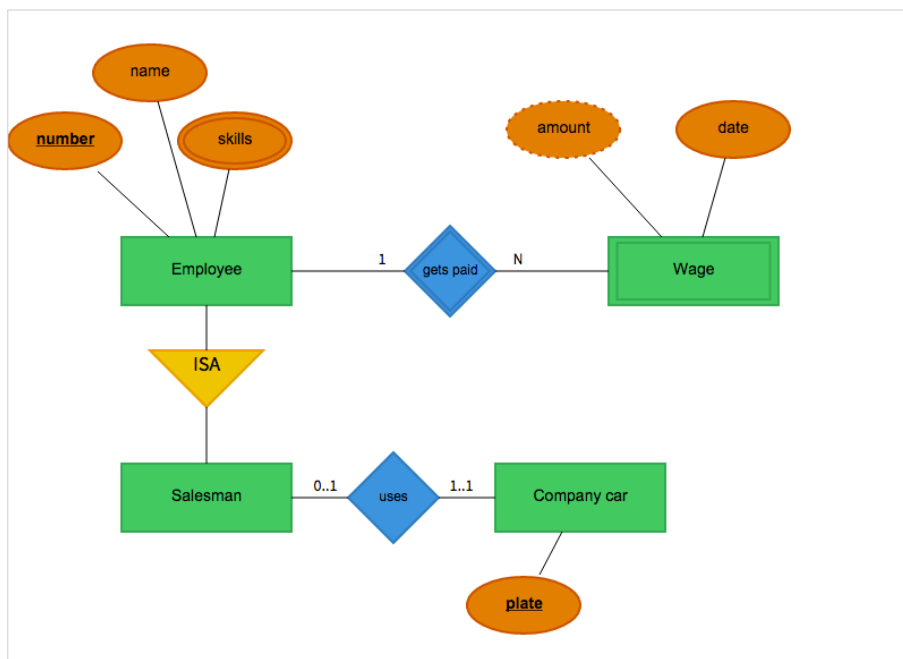 name
number
skills
amount
date
Employee
1
gets paid
N
Wage
ISA
Salesman
0..1
uses
1..1
Company car
plate